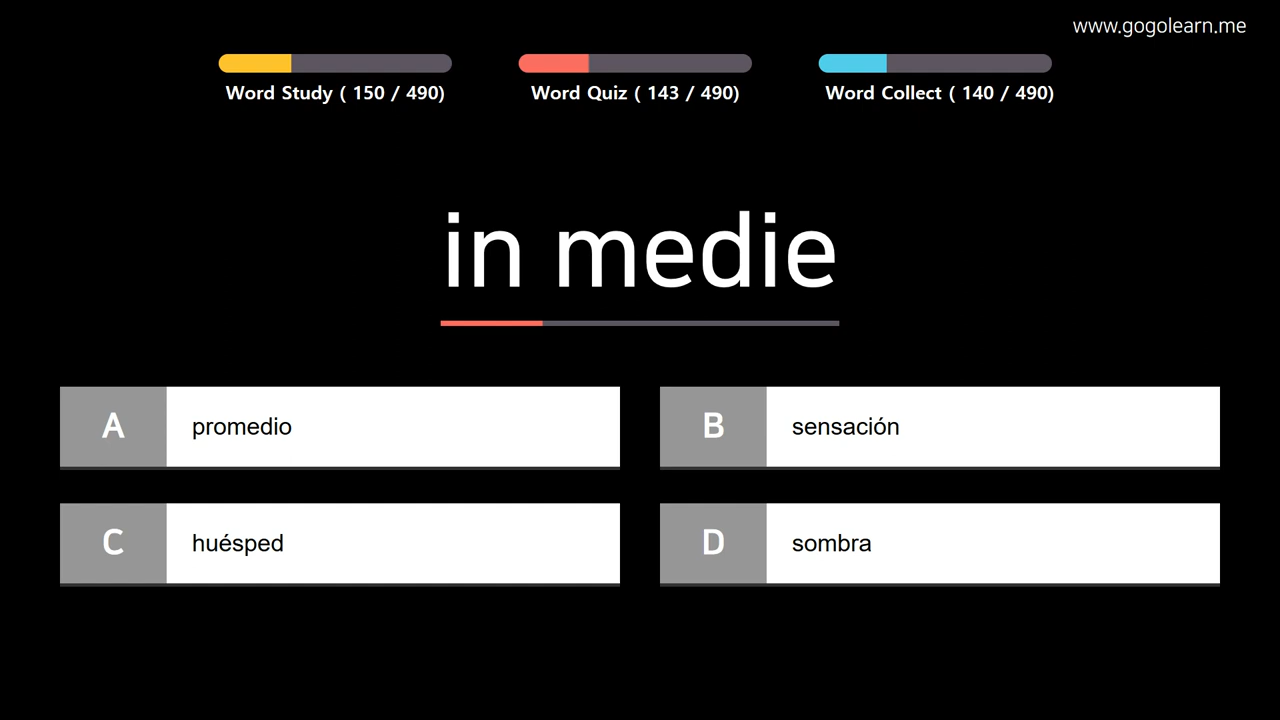 www.gogolearn.me
Word Study ( 150 / 490)
Word Quiz ( 143 / 490)
Word Collect ( 140 / 490)
in medie
A promedio
B sensación
C huésped
D sombra